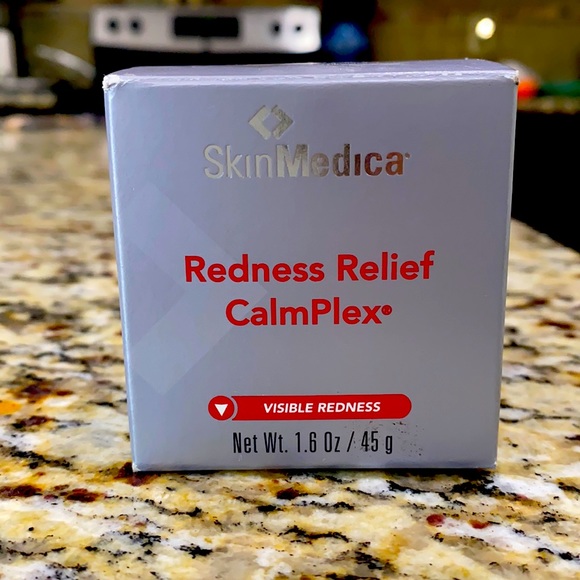 SkinMedica
Redness Relief
CalmPlex®
VISIBLE REDNESS
Net Wt. 1.6 Oz / 45 g